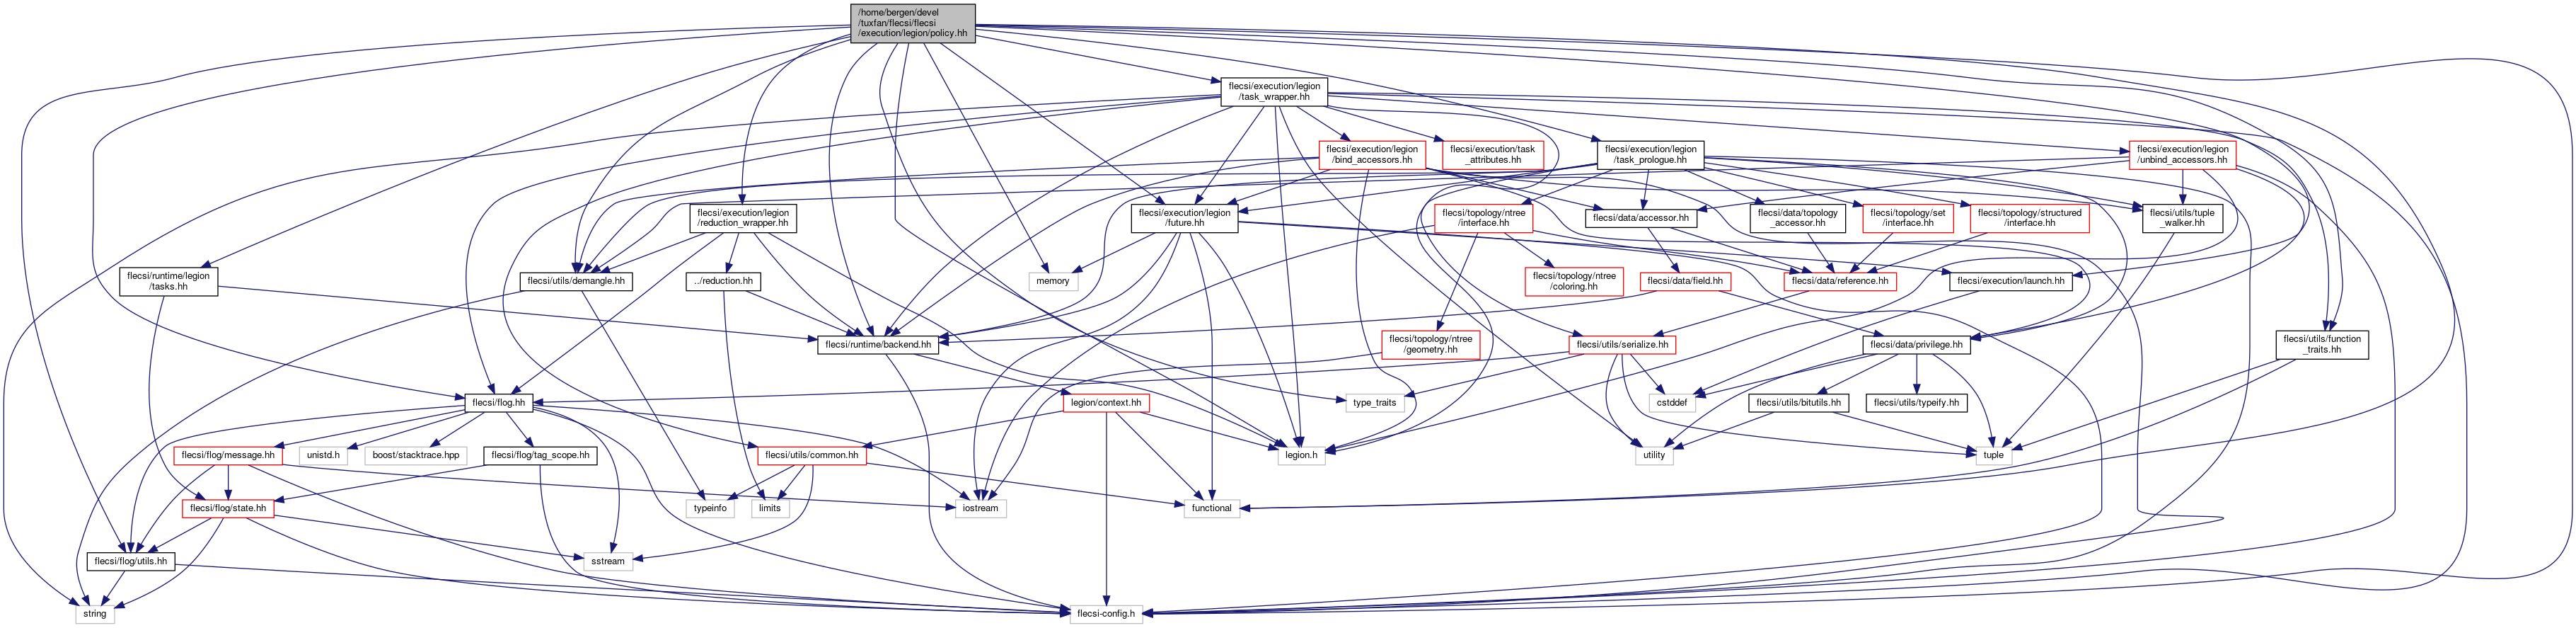 /home/bergen/devel
/tuxfan/flecsi/flecsi
/execution/legion/policy.hh
flecsi/execution/legion
/task_wrapper.hh
flecsi/execution/legion
/bind_accessors.hh
flecsi/execution/task
_attributes.hh
flecsi/execution/legion
/task_prologue.hh
flecsi/execution/legion
/unbind_accessors.hh
flecsi/execution/legion
/reduction_wrapper.hh
flecsi/execution/legion
/future.hh
flecsi/topology/ntree
/interface.hh
flecsi/data/accessor.hh
flecsi/data/topology
_accessor.hh
flecsi/topology/set
/interface.hh
flecsi/topology/structured
/interface.hh
flecsi/utils/tuple
_walker.hh
flecsi/runtime/legion
/tasks.hh
flecsi/utils/demangle.hh
../reduction.hh
memory
flecsi/topology/ntree
/coloring.hh
flecsi/data/field.hh
flecsi/data/reference.hh
flecsi/execution/launch.hh
flecsi/runtime/backend.hh
flecsi/topology/ntree
/geometry.hh
flecsi/utils/serialize.hh
flecsi/data/privilege.hh
flecsi/utils/function
_traits.hh
flecsi/flog.hh
legion/context.hh
type_traits
cstddef
flecsi/utils/bitutils.hh
flecsi/utils/typeify.hh
flecsi/flog/message.hh
unistd.h
boost/stacktrace.hpp
flecsi/flog/tag_scope.hh
flecsi/utils/common.hh
legion.h
utility
tuple
flecsi/flog/state.hh
typeinfo
limits
iostream
functional
flecsi/flog/utils.hh
sstream
string
flecsi-config.h